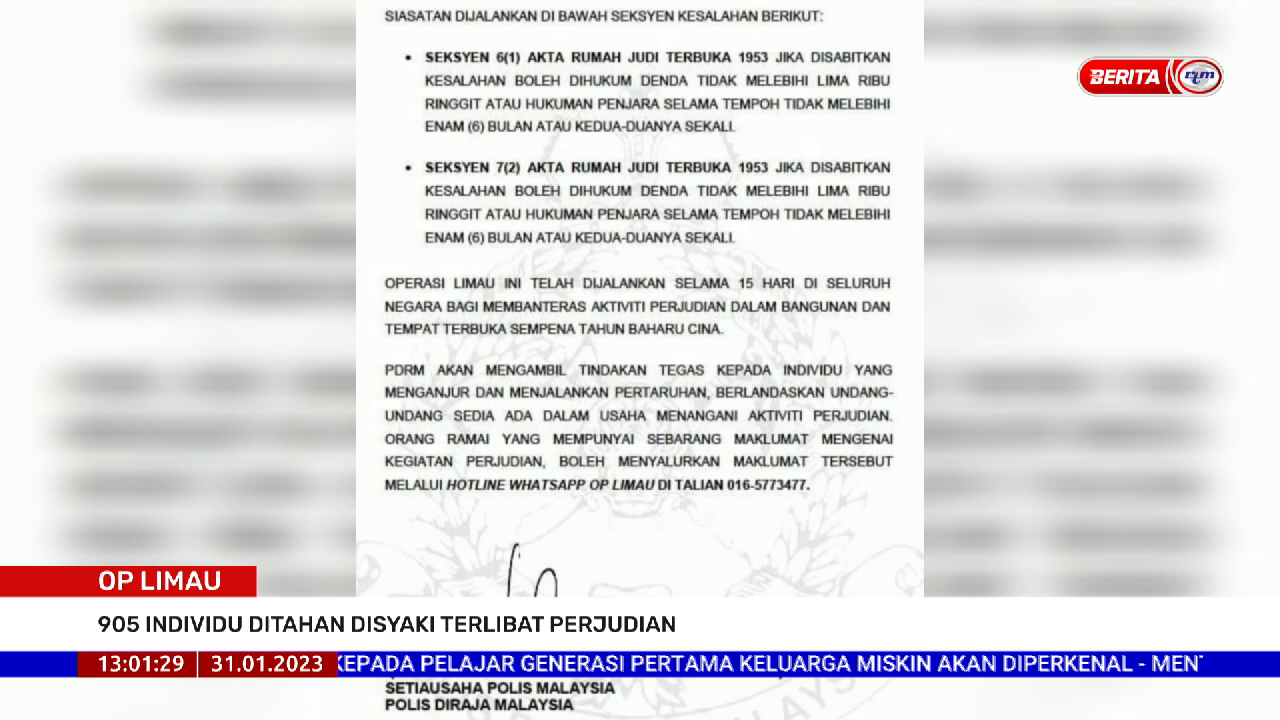 SIASATAN DIJALANKAN DI BAWAH SEKSYEN KESALAHAN BERIKUT:
• SEKSYEN 6(1) AKTA RUMAH JUDI TERBUKA 1953 JIKA DISABITKAN
KESALAHAN BOLEH DIHUKUM DENDA TIDAK MELEBIHI LIMA RIBU
RINGGIT ATAU HUKUMAN PENJARA SELAMA TEMPOH TIDAK MELEBIHI
ENAM (6) BULAN ATAU KEDUA-DUANYA SEKALI.
• SEKSYEN 7(2) AKTA RUMAH JUDI TERBUKA 1953 JIKA DISABITKAN
KESALAHAN BOLEH DIHUKUM DENDA TIDAK MELEBIHI LIMA RIBU
RINGGIT ATAU HUKUMAN PENJARA SELAMA TEMPOH TIDAK MELEBIHI
ENAM (6) BULAN ATAU KEDUA-DUANYA SEKALI.
OPERASI LIMAU INI TELAH DIJALANKAN SELAMA 15 HARI DI SELURUH
NEGARA BAGI MEMBANTERAS AKTIVITI PERJUDIAN DALAM BANGUNAN DAN
TEMPAT TERBUKA SEMPENA TAHUN BAHARU CINA.
PDRM AKAN MENGAMBIL TINDAKAN TEGAS KEPADA INDIVIDU YANG
MENGANJUR DAN MENJALANKAN PERTARUHAN, BERLANDASKAN UNDANG-
UNDANG SEDIA ADA DALAM USAHA MENANGANI AKTIVITI PERJUDIAN.
ORANG RAMAI YANG MEMPUNYAI SEBARANG MAKLUMAT MENGENAI
KEGIATAN PERJUDIAN, BOLEH MENYALURKAN MAKLUMAT TERSEBUT
MELALUI HOTLINE WHATSAPP OP LIMAU DI TALIAN 016-5773477.
BERITA rtm
OP LIMAU
905 INDIVIDU DITAHAN DISYAKI TERLIBAT PERJUDIAN
13:01:29 31.01.2023 KEPADA PELAJAR GENERASI PERTAMA KELUARGA MISKIN AKAN DIPERKENAL - MENT
SETIAUSAHA POLIS MALAYSIA
POLIS DIRAJA MALAYSIA